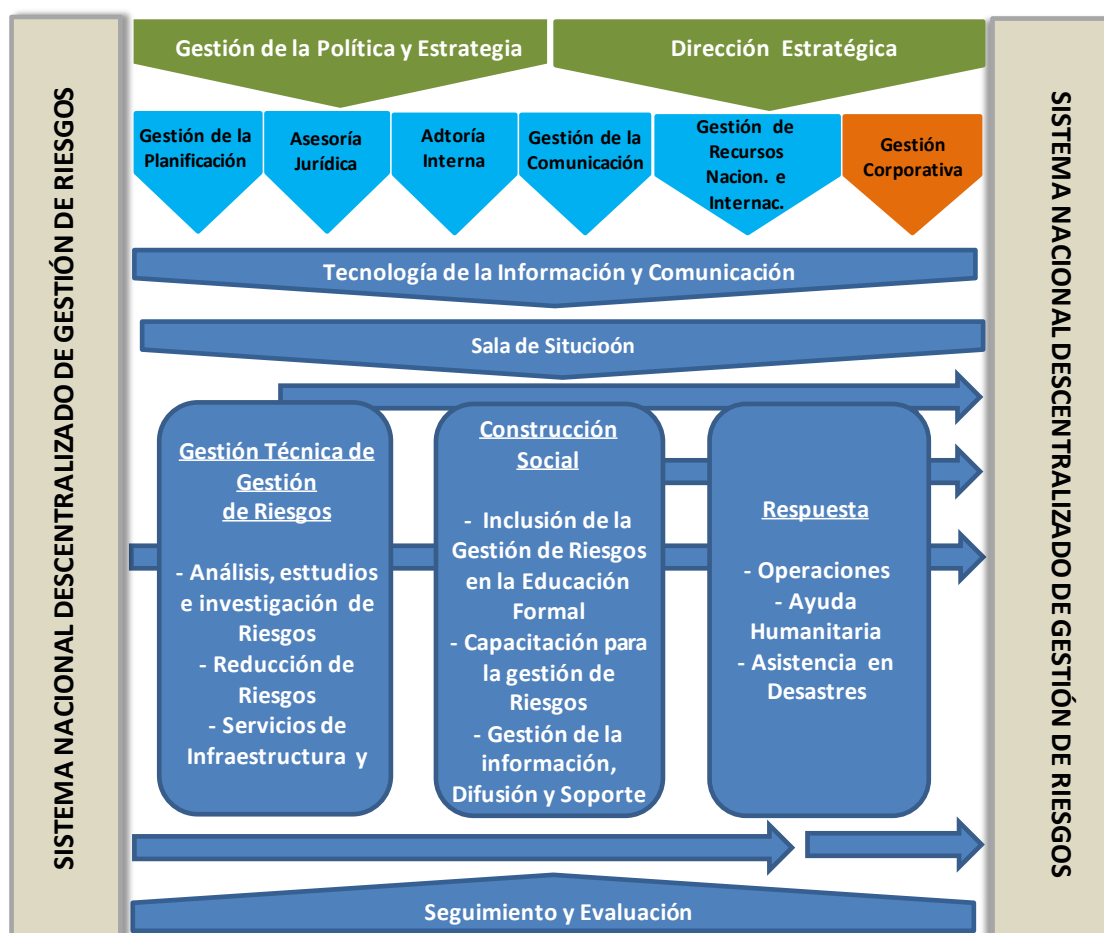 SISTEMA NACIONAL DESCENTRALIZADO DE GESTIÓN DE RIESGOS
Gestión de la Política y Estrategia
Dirección Estratégica
Gestión de la
Planificación
Asesoría
Jurídica
Adtoría
Interna
Gestión de la
Comunicación
Gestión de
Recursos
Nacion. e
Internac.
Gestión
Corporativa
Tecnología de la Información y Comunicación
Sala de Situcioón
Gestión Técnica de
Gestión
de Riesgos
- Análisis, esttudios
e investigación de
Riesgos
- Reducción de
Riesgos
- Servicios de
Infraestructura y
Construcción
Social
- Inclusión de la
Gestión de Riesgos
en la Educación
Formal
- Capacitación para
la gestión de
Riesgos
- Gestión de la
información,
Difusión y Soporte
Respuesta
- Operaciones
- Ayuda
Humanitaria
- Asistencia en
Desastres
Seguimiento y Evaluación
SISTEMA NACIONAL DESCENTRALIZADO DE GESTIÓN DE RIESGOS